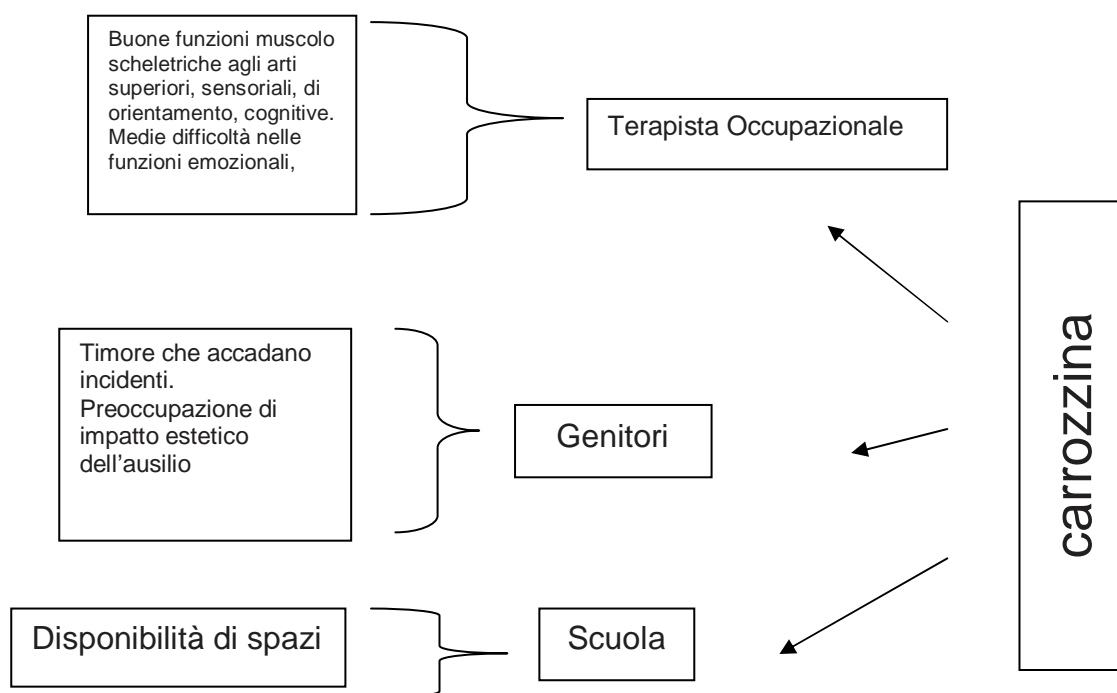 Buone funzioni muscolo
scheletriche agli arti
superiori, sensoriali, di
orientamento, cognitive.
Medie difficoltà nelle
funzioni emozionali,
Terapista Occupazionale
Timore che accadano
incidenti.
Preoccupazione di
impatto estetico
dell’ausilio
Genitori
Disponibilità di spazi
Scuola
carrozzina